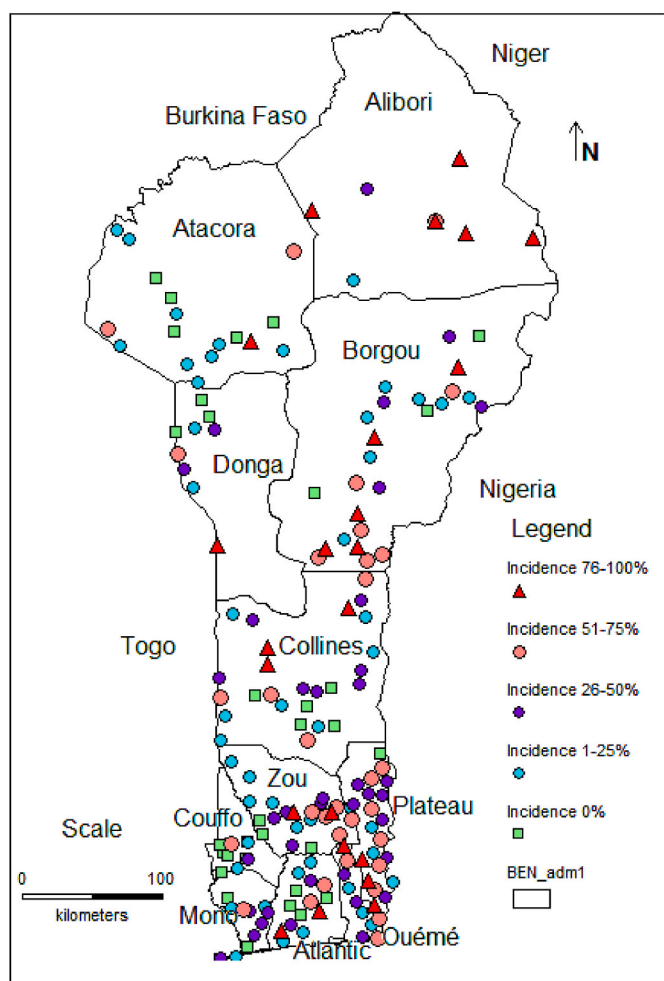 Niger
Alibori
Burkina Faso
N
Atacora
Borgou
Donga
Nigeria
Legend
Incidence 76-100%
Incidence 51-75%
Incidence 26-50%
Incidence 1-25%
Incidence 0%
BEN_adm1
Togo
Collines
Zou
Plateau
Couffo
Scale
0 100
kilometers
Mono
Ouémé
Atlantic